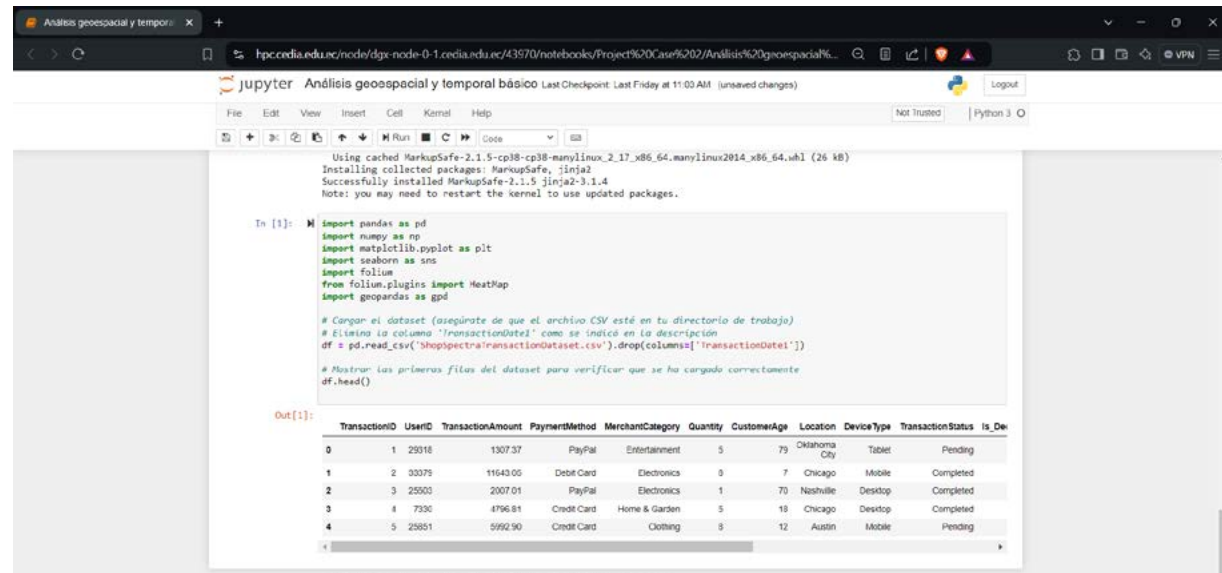 Análisis geoespacial y tempora
hpc.cedia.edu.ec/node/dgx-node-0-1.cedia.edu.ec/43970/notebooks/Project%20Case%202/Análisis%20geoespacial%...
VPN
jupyter Análisis geoespacial y temporal básico Last Checkpoint: Last Friday at 11:03 AM (unsaved changes)
Logout
File Edit View Insert Cell Kernel Help
Not Trusted
Python 3
Run Code
Using cached MarkupSafe-2.1.5-cp38-cp38-manylinux_2_17_x86_64.manylinux2014_x86_64.whl (26 kB)
Installing collected packages: MarkupSafe, jinja2
Successfully installed MarkupSafe-2.1.5 jinja2-3.1.4
Note: you may need to restart the kernel to use updated packages.
In [1]:
import pandas as pd
import numpy as np
import matplotlib.pyplot as plt
import seaborn as sns
import folium
from folium.plugins import HeatMap
import geopandas as gpd
# Cargar el dataset (asegúrate de que el archivo CSV esté en tu directorio de trabajo)
# Elimina la columna 'TransactionDate1' como se indicó en la descripción
df = pd.read_csv('ShopSpectraTransactionDataset.csv').drop(columns=['TransactionDate1'])
# Mostrar las primeras filas del dataset para verificar que se ha cargado correctamente
df.head()
Out[1]:
TransactionID UserID TransactionAmount PaymentMethod MerchantCategory Quantity CustomerAge Location DeviceType TransactionStatus Is_De
0 1 29318 1307.37 PayPal Entertainment 5 79 Oklahoma City Tablet Pending
1 2 33379 11643.05 Debit Card Electronics 7 Chicago Mobile Completed
2 3 25503 2007.01 PayPal Electronics 1 70 Nashville Desktop Completed
3 4 4796.81 Credit Card Home & Garden 5 18 Chicago Desktop Completed
4 5 25851 5992.90 Credit Card Clothing 12 Austin Mobile Pending